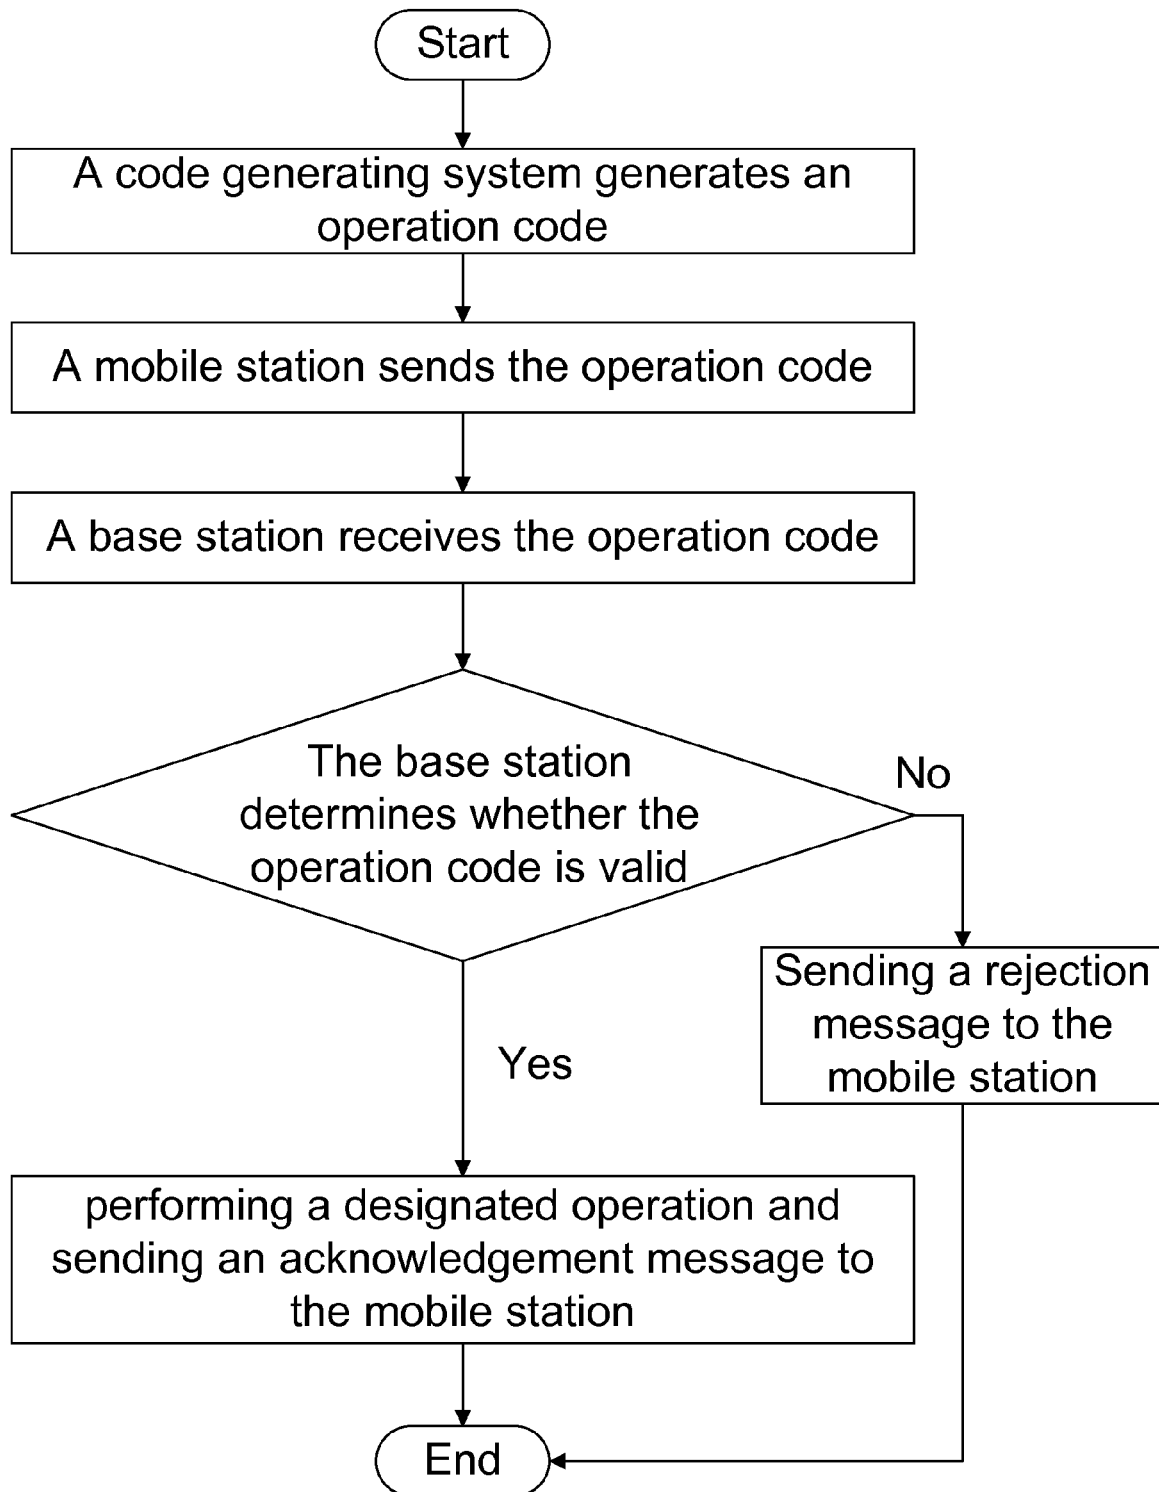 Start
A code generating system generates an
operation code
A mobile station sends the operation code
A base station receives the operation code
The base station
determines whether the
operation code is valid
No
Sending a rejection
message to the
mobile station
Yes
performing a designated operation and
sending an acknowledgement message to
the mobile station
End